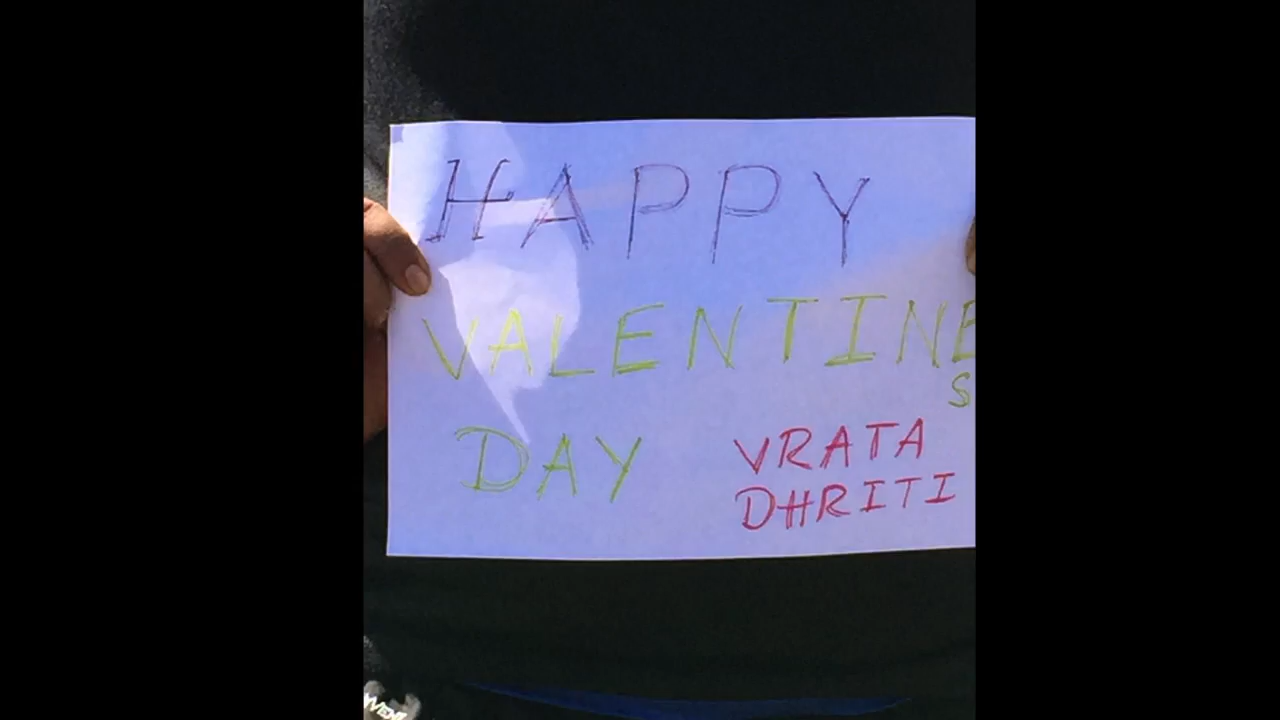 HAPPY
VALENTINE
S
DAY
VRATA
DHRITI